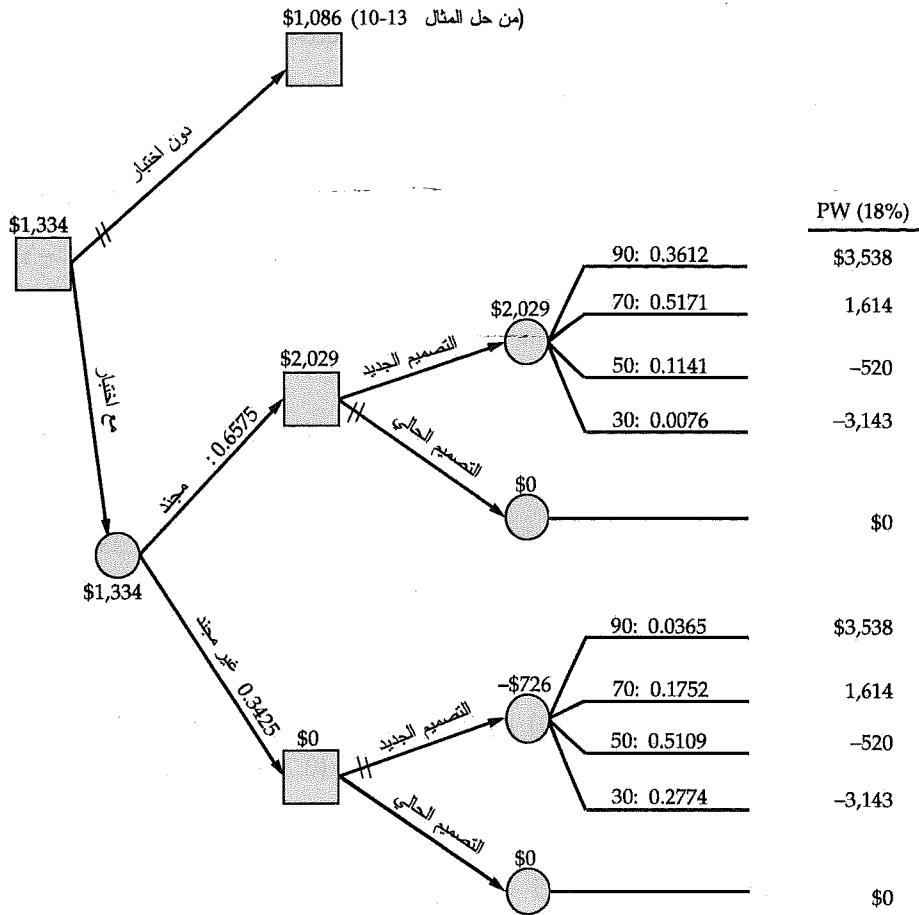 $1,086 (من حل المثال 10-13)
دون اختبار
$1,334
PW (18%)
90: 0.3612
$3,538
$2,029
70: 0.5171
1,614
التصميم الجديد
$2,029
50: 0.1141
–520
مع اختبار
30: 0.0076
–3,143
التصميم الحالي
مجند : 0.6575
$0
$0
$1,334
90: 0.0365
$3,538
غير مجند 0.3425
–$726
70: 0.1752
1,614
التصميم الجديد
$0
50: 0.5109
–520
30: 0.2774
–3,143
التصميم الحالي
$0
$0